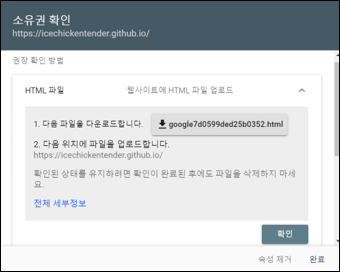 소유권 확인
https://icechickentender.github.io/
권장 확인 방법
HTML 파일 웹사이트에 HTML 파일 업로드
1. 다음 파일을 다운로드합니다. google7d0599ded25b0352.html
2. 다음 위치에 파일을 업로드합니다.
https://icechickentender.github.io/
확인된 상태를 유지하려면 확인이 완료된 후에도 파일을 삭제하지 마세
요.
전체 세부정보
확인
속성 제거 완료